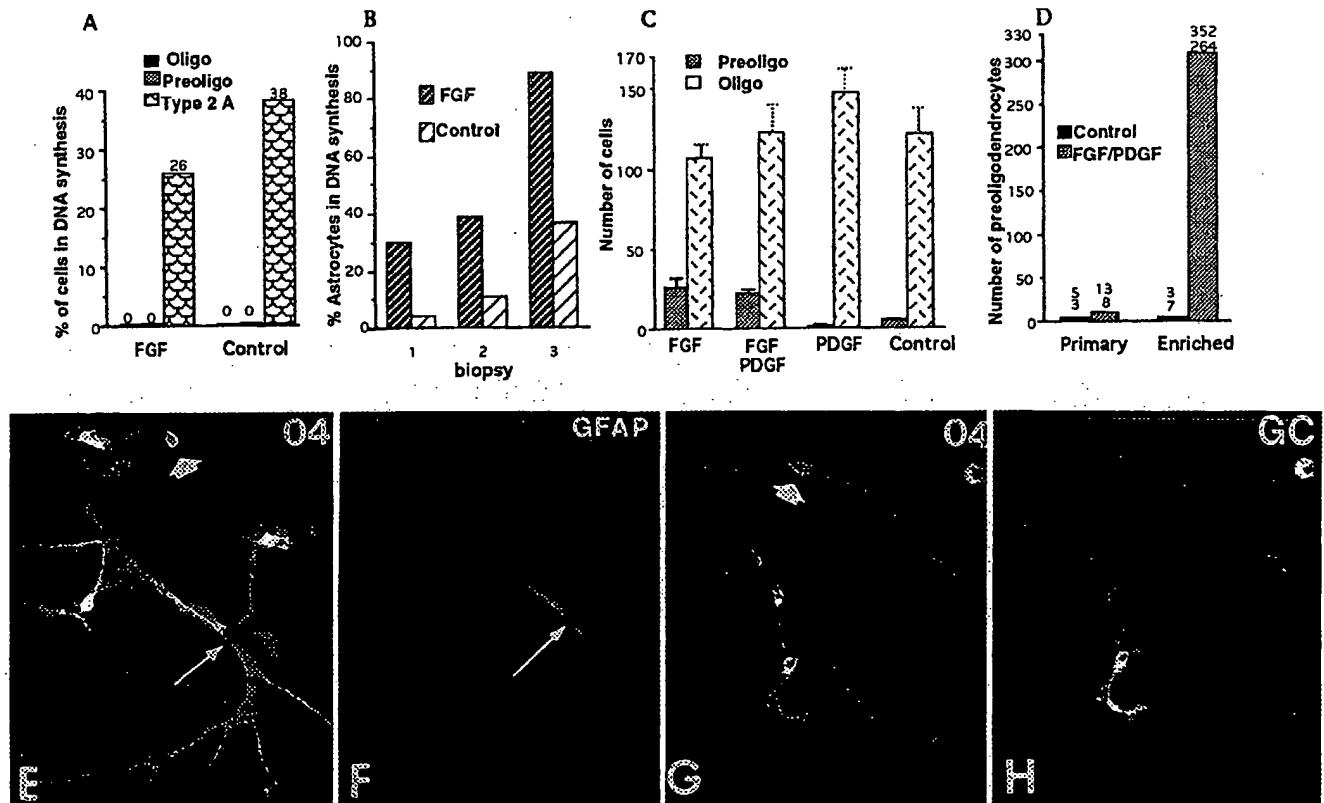 A
Oligo
Preoligo
Type 2 A
% of cells in DNA synthesis
40
30
20
10
0
0 0
26
0 0
38
FGF Control
B
% Astrocytes in DNA synthesis
100
80
60
40
20
0
FGF
Control
1 2 3
biopsy
C
Preoligo
Oligo
Number of cells
170
150
100
50
0
FGF FGF PDGF Control
PDGF
D
Number of preoligodendrocytes
330
300
250
200
150
100
50
0
Control
FGF/PDGF
352
264
5 13 3
3 8 7
Primary Enriched
04
E
GFAP
F
04
G
GC
H